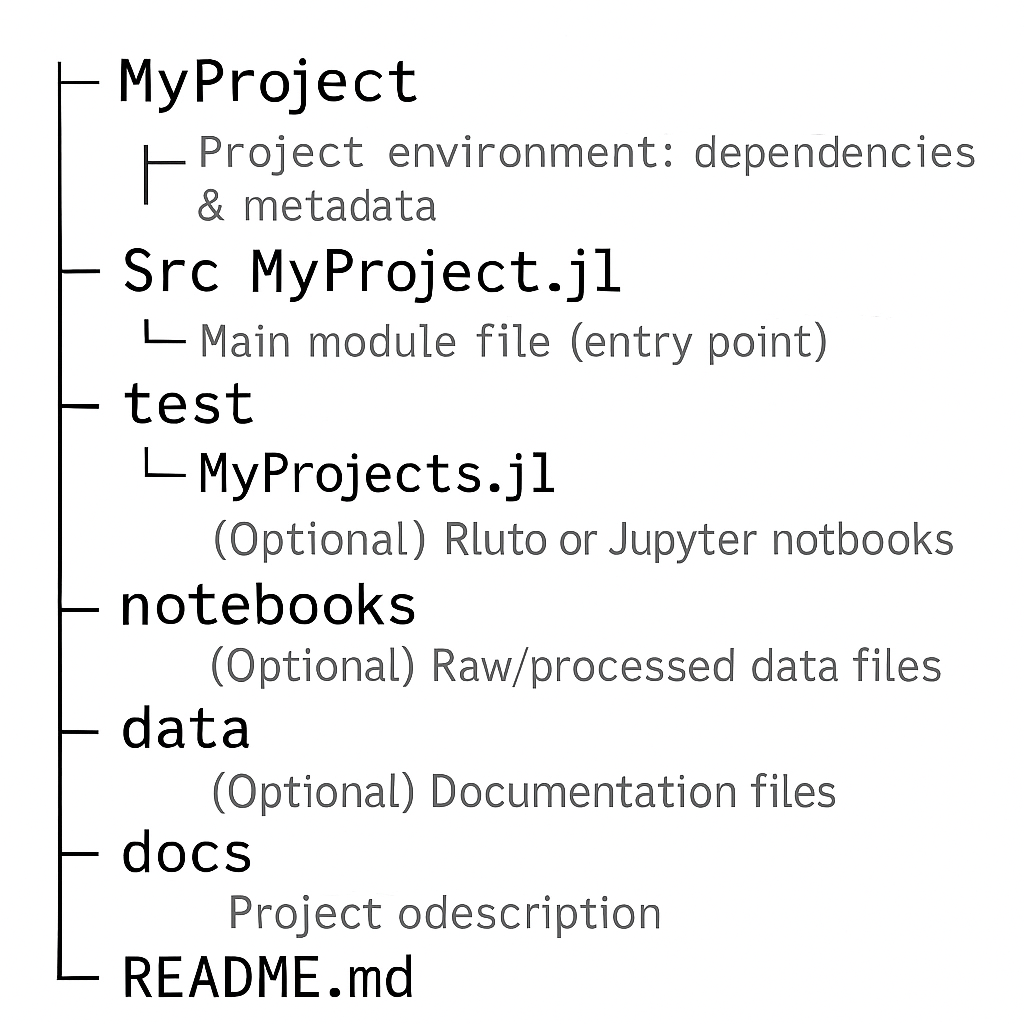 MyProject
Project environment: dependencies
& metadata
Src MyProject.jl
Main module file (entry point)
test
MyProjects.jl
(Optional) Rluto or Jupyter notbooks
notebooks
(Optional) Raw/processed data files
data
(Optional) Documentation files
docs
Project odescription
README.md